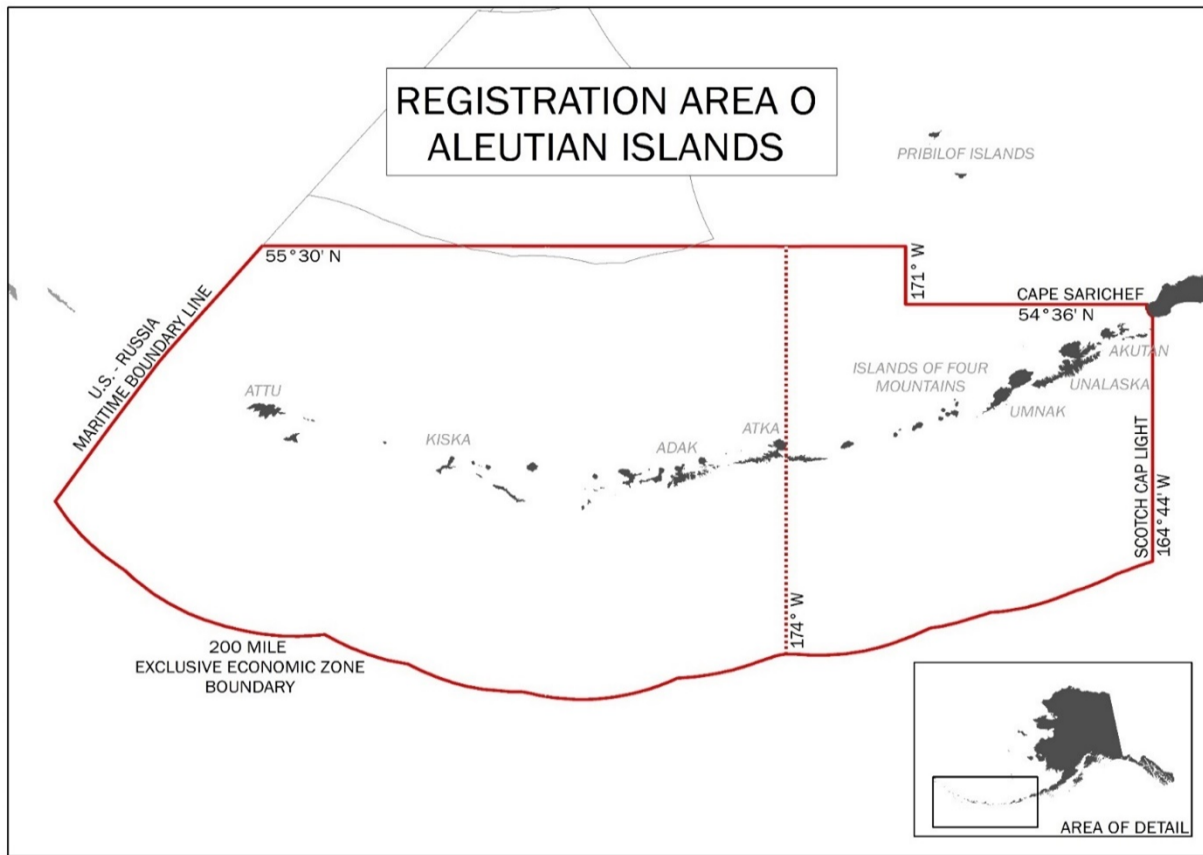 REGISTRATION AREA O
ALEUTIAN ISLANDS
PRIBILOF ISLANDS
55°30' N
171° W
CAPE SARICHEF
54°36' N
U.S. - RUSSIA
MARITIME BOUNDARY LINE
ATTU
KISKA
ADAK
ATKA
ISLANDS OF FOUR
MOUNTAINS
UMNAK
UNALASKA
AKUTAN
SCOTCH CAP LIGHT
164°44' W
174° W
200 MILE
EXCLUSIVE ECONOMIC ZONE
BOUNDARY
AREA OF DETAIL